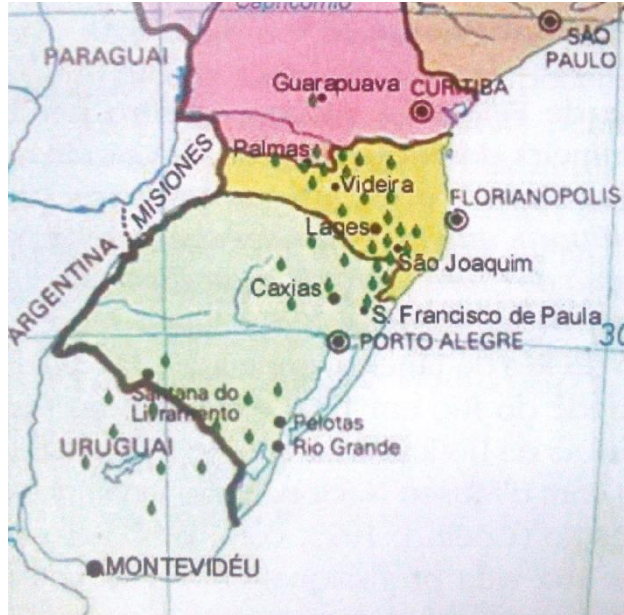 Capricórnio
SÃO
PAULO
PARAGUAI
Guarapuava
CURITIBA
MISIONES
Palmas
Videira
FLORIANOPOLIS
Lages
ARGENTINA
São Joaquim
Caxias
S. Francisco de Paula
PORTO ALEGRE
30
Santana do
Livramento
Pelotas
URUGUAI
Rio Grande
MONTEVIDÉU